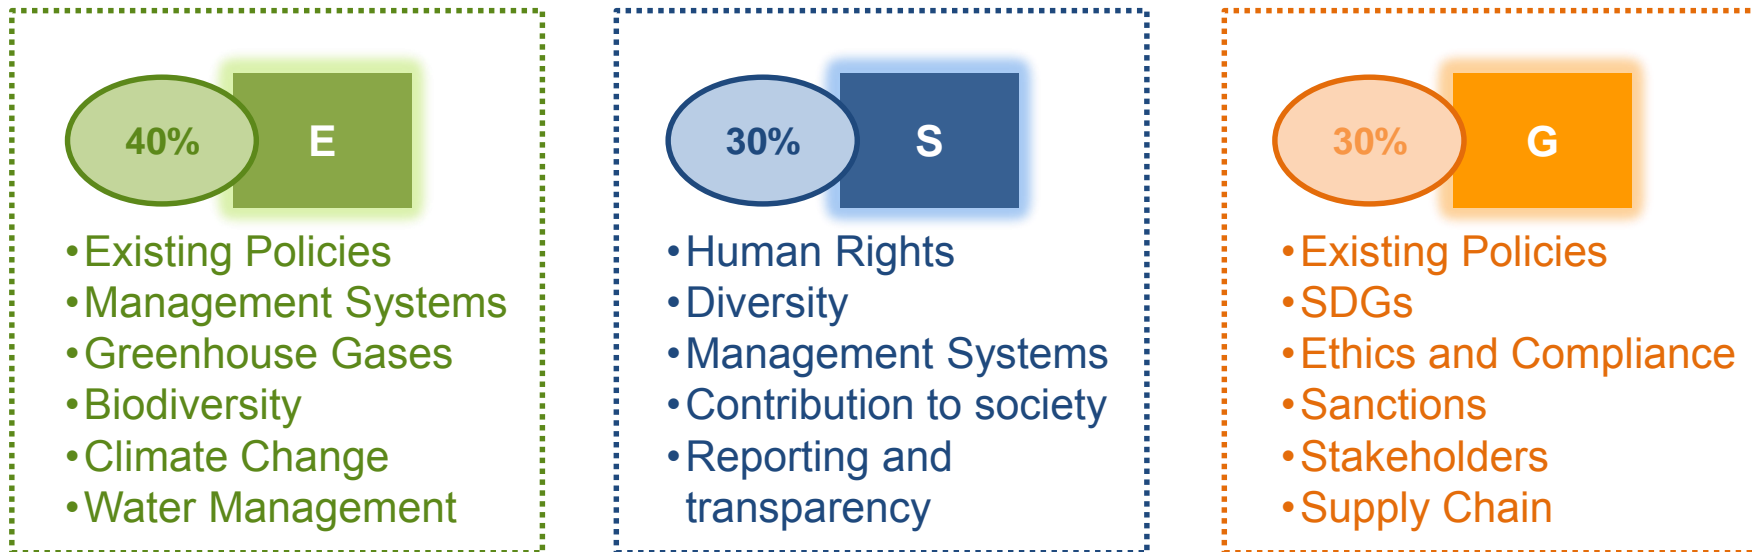 40%
E
•Existing Policies
•Management Systems
•Greenhouse Gases
•Biodiversity
•Climate Change
•Water Management
30%
S
•Human Rights
•Diversity
•Management Systems
•Contribution to society
•Reporting and
transparency
30%
G
•Existing Policies
•SDGs
•Ethics and Compliance
•Sanctions
•Stakeholders
•Supply Chain